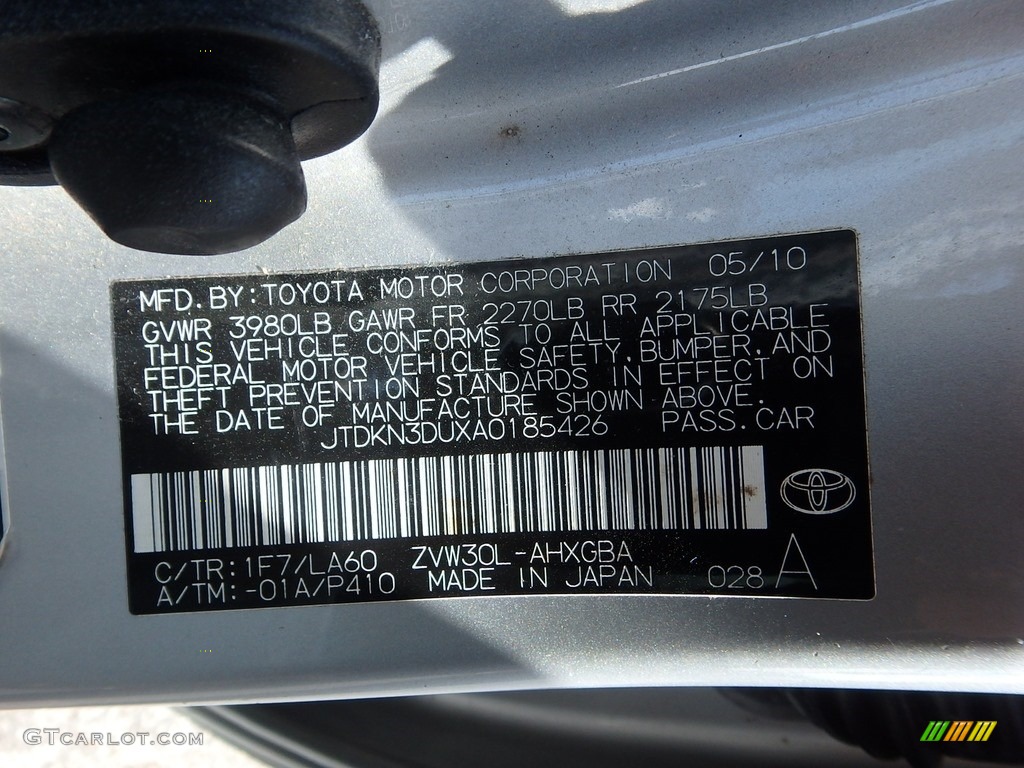 MFD. BY: TOYOTA MOTOR CORPORATION 05/10
GVWR 3980LB GAWR FR 2270LB RR 2175LB
THIS VEHICLE CONFORMS TO ALL APPLICABLE
FEDERAL MOTOR VEHICLE SAFETY, BUMPER, AND
THEFT PREVENTION STANDARDS IN EFFECT ON
THE DATE OF MANUFACTURE SHOWN ABOVE.
JTDKN3DUXA0185426 PASS. CAR
C/TR: 1F7/LA60 ZVW30L-AHXGBA
A/TM: -01A/P410 MADE IN JAPAN 028 A
GTCARLOT.COM